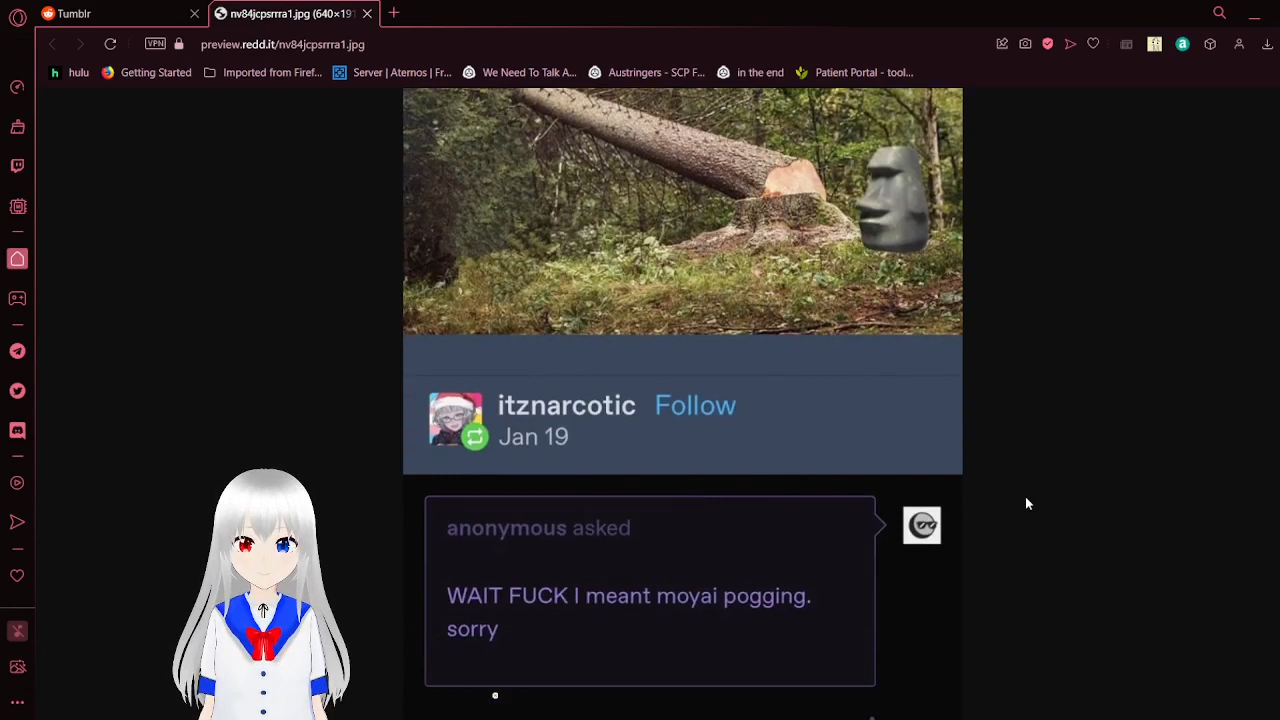 Tumblr
nv84jcpsrrra1.jpg (640×191
VPN
preview.redd.it/nv84jcpsrrra1.jpg
h hulu
Getting Started
Imported from Firef...
Server | Aternos | Fr...
We Need To Talk A...
Austringers - SCP F...
in the end
Patient Portal - tool...
itznarcotic Follow
Jan 19
anonymous asked
WAIT FUCK I meant moyai pogging.
sorry